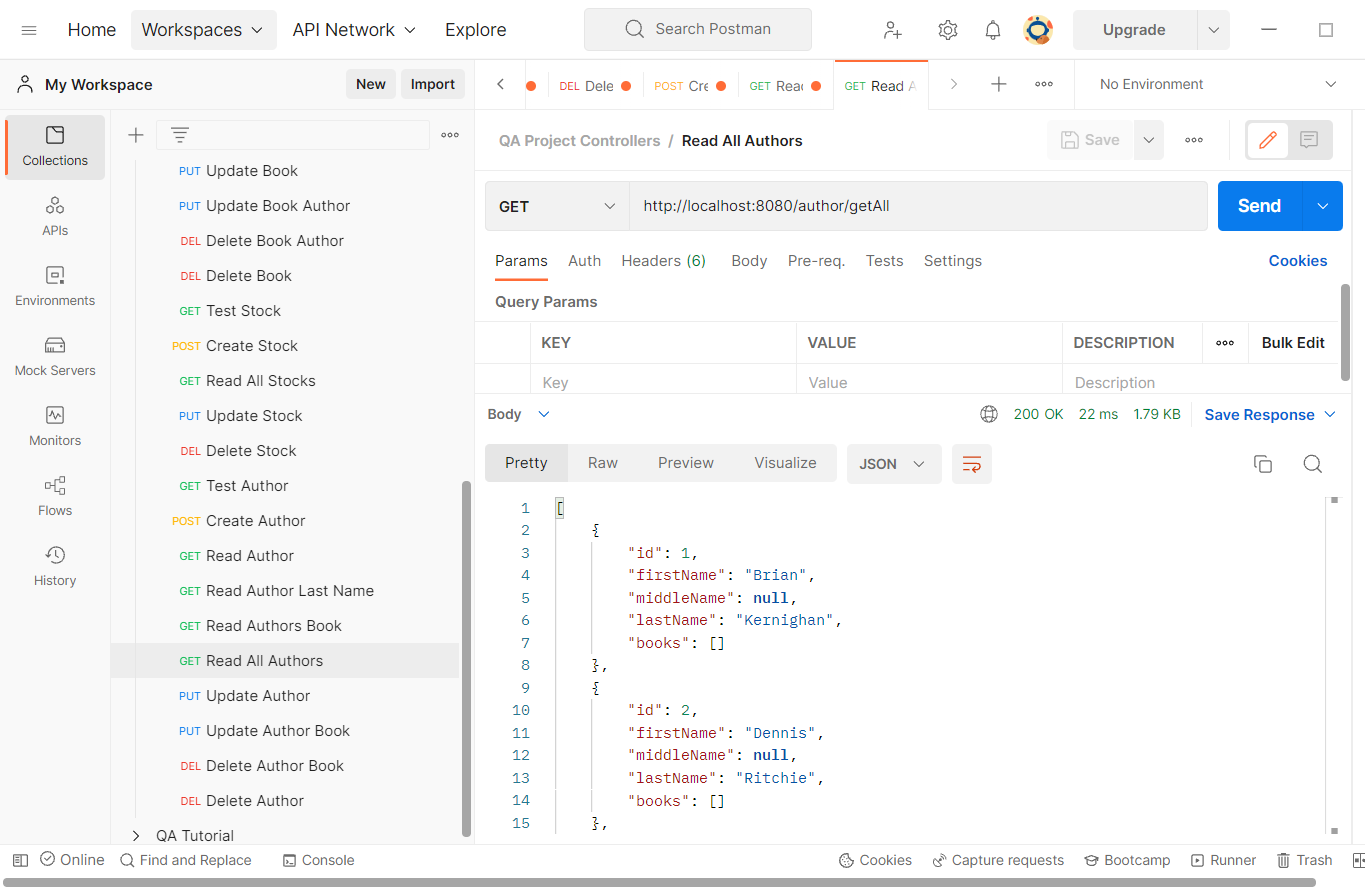 Home Workspaces API Network Explore Search Postman Upgrade
My Workspace New Import DEL Dele POST Cre GET Read GET Read A No Environment
QA Project Controllers / Read All Authors Save
Collections
APIs
Environments
Mock Servers
Monitors
Flows
History
PUT Update Book
PUT Update Book Author
DEL Delete Book Author
DEL Delete Book
GET Test Stock
POST Create Stock
GET Read All Stocks
PUT Update Stock
DEL Delete Stock
GET Test Author
POST Create Author
GET Read Author
GET Read Author Last Name
GET Read Authors Book
GET Read All Authors
PUT Update Author
PUT Update Author Book
DEL Delete Author Book
DEL Delete Author
QA Tutorial
GET http://localhost:8080/author/getAll Send
Params Auth Headers (6) Body Pre-req. Tests Settings Cookies
Query Params
KEY VALUE DESCRIPTION Bulk Edit
Key Value Description
Body 200 OK 22 ms 1.79 KB Save Response
Pretty Raw Preview Visualize JSON
1 [
2 {
3 "id": 1,
4 "firstName": "Brian",
5 "middleName": null,
6 "lastName": "Kernighan",
7 "books": []
8 },
9 {
10 "id": 2,
11 "firstName": "Dennis",
12 "middleName": null,
13 "lastName": "Ritchie",
14 "books": []
15 },
Online Find and Replace Console Cookies Capture requests Bootcamp Runner Trash